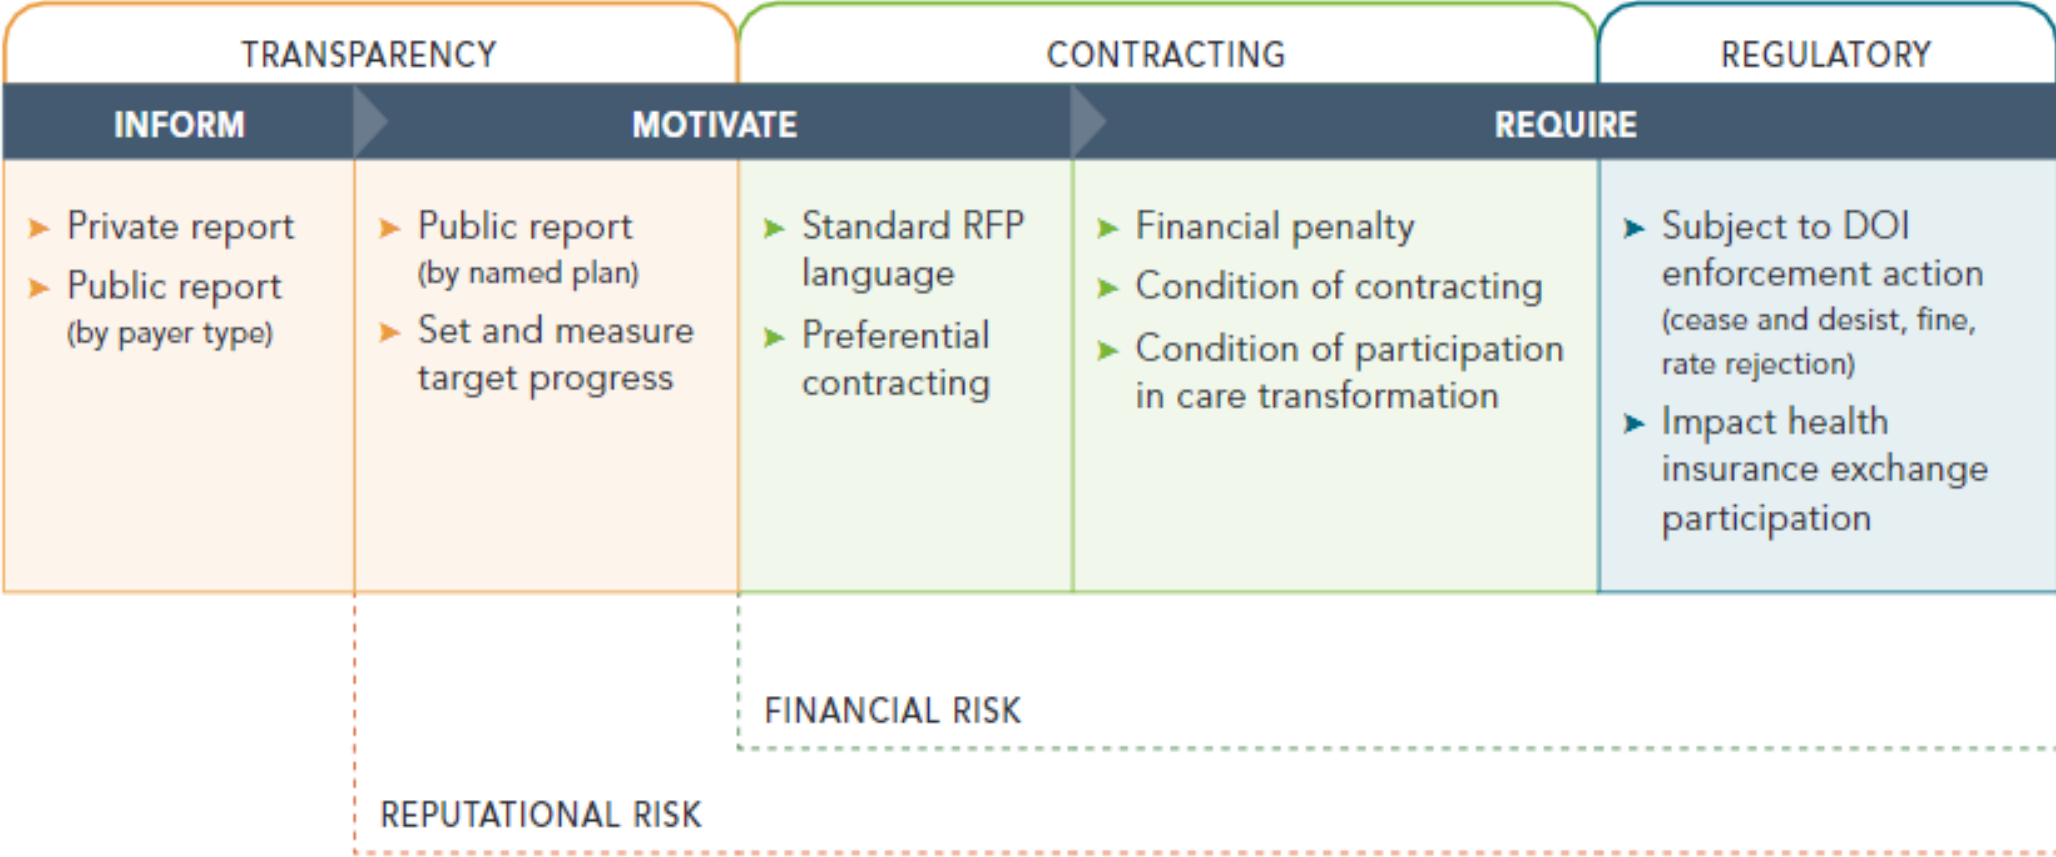 TRANSPARENCY
CONTRACTING
REGULATORY
INFORM
MOTIVATE
REQUIRE
Private report
Public report
(by payer type)
Public report
(by named plan)
Set and measure
target progress
Standard RFP
language
Preferential
contracting
Financial penalty
Condition of contracting
Condition of participation
in care transformation
Subject to DOI
enforcement action
(cease and desist, fine,
rate rejection)
Impact health
insurance exchange
participation
FINANCIAL RISK
REPUTATIONAL RISK